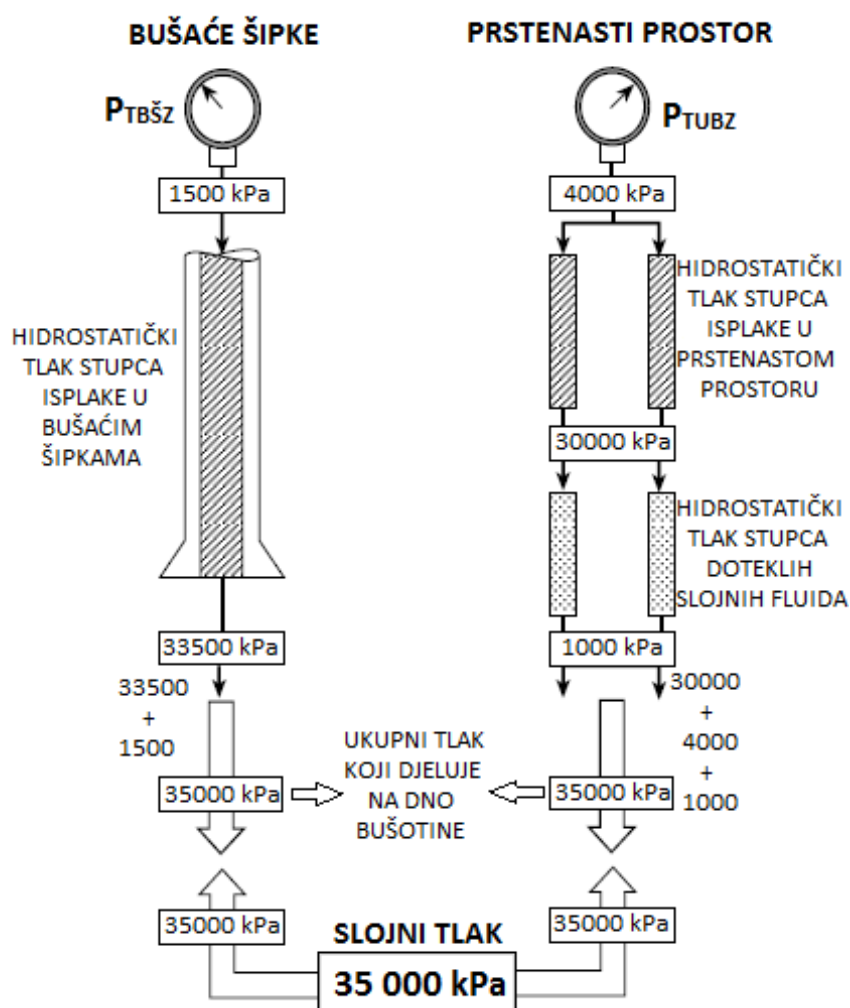 BUŠAĆE ŠIPKE
PRSTENASTI PROSTOR
PTBŠZ
PTUBZ
1500 kPa
4000 kPa
HIDROSTATIČKI
TLAK STUPCA
ISPLAKE U
BUŠAĆIM
ŠIPKAMA
HIDROSTATIČKI
TLAK STUPCA
ISPLAKE U
PRSTENASTOM
PROSTORU
30000 kPa
HIDROSTATIČKI
TLAK STUPCA
DOTEKLIH
SLOJNIH FLUIDA
33500 kPa
1000 kPa
33500
+
1500
30000
+
4000
+
1000
UKUPNI TLAK
KOJI DJELUJE
NA DNO
BUŠOTINE
35000 kPa
35000 kPa
35000 kPa
35000 kPa
SLOJNI TLAK
35 000 kPa